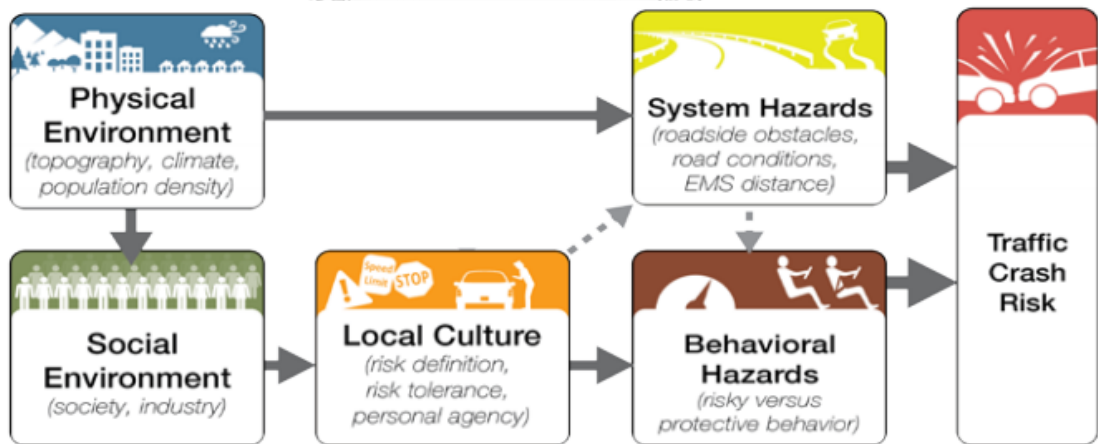 Physical
Environment
(topography, climate,
population density)
System Hazards
(roadside obstacles,
road conditions,
EMS distance)
Traffic
Crash
Risk
Social
Environment
(society, industry)
Speed
Limit
STOP
Local Culture
(risk definition,
risk tolerance,
personal agency)
Behavioral
Hazards
(risky versus
protective behavior)